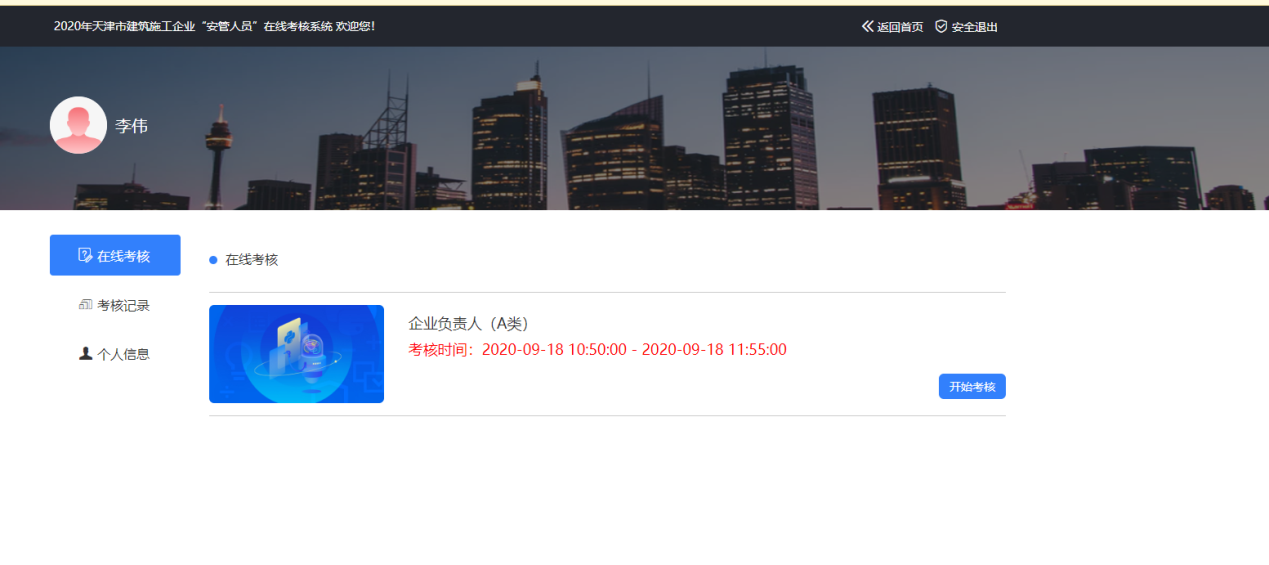 2020年天津市建筑施工企业“安管人员”在线考核系统 欢迎您！
返回首页 安全退出
李伟
在线考核
考核记录
个人信息
在线考核
企业负责人（A类）
考核时间：2020-09-18 10:50:00 - 2020-09-18 11:55:00
开始考核